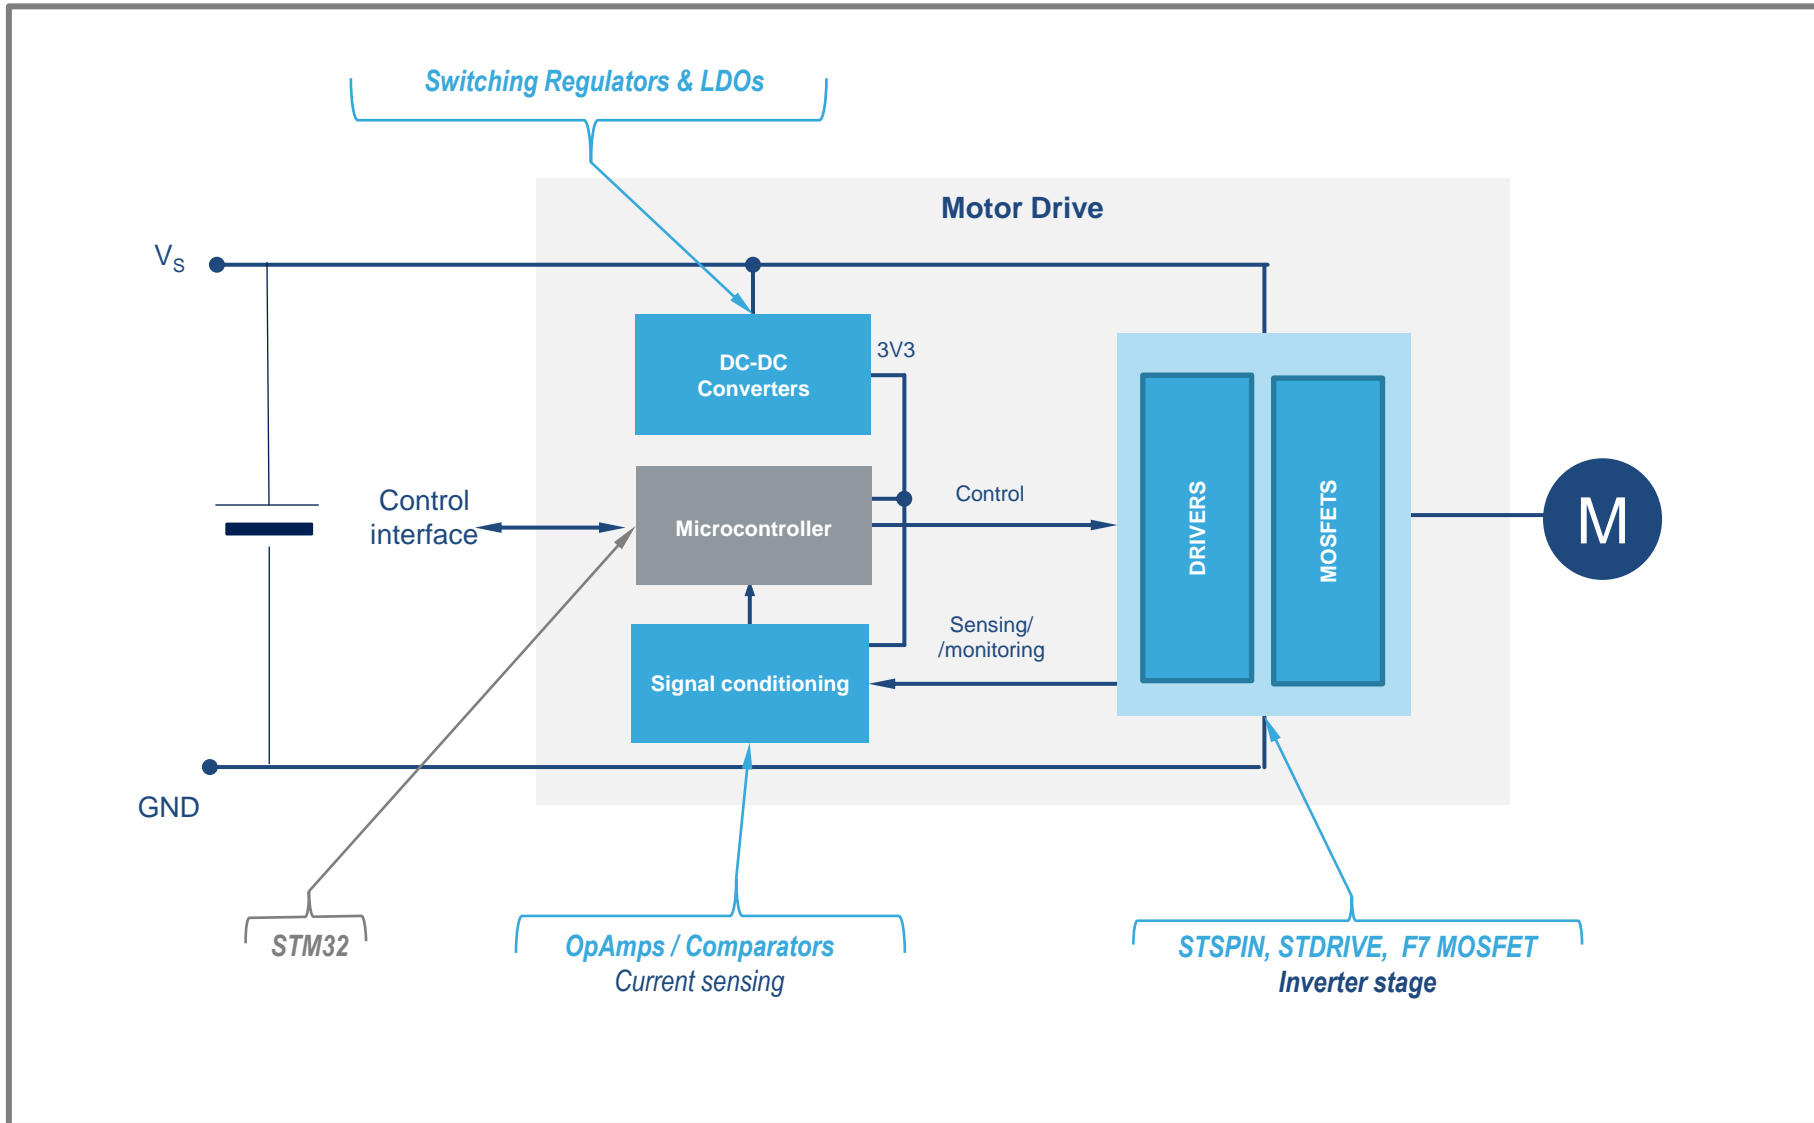 Switching Regulators & LDOs
Motor Drive
VS
DC-DC
Converters
3V3
Control
interface
Microcontroller
Control
DRIVERS
MOSFETS
M
Sensing/
/monitoring
Signal conditioning
GND
STM32
OpAmps / Comparators
Current sensing
STSPIN, STDRIVE, F7 MOSFET
Inverter stage